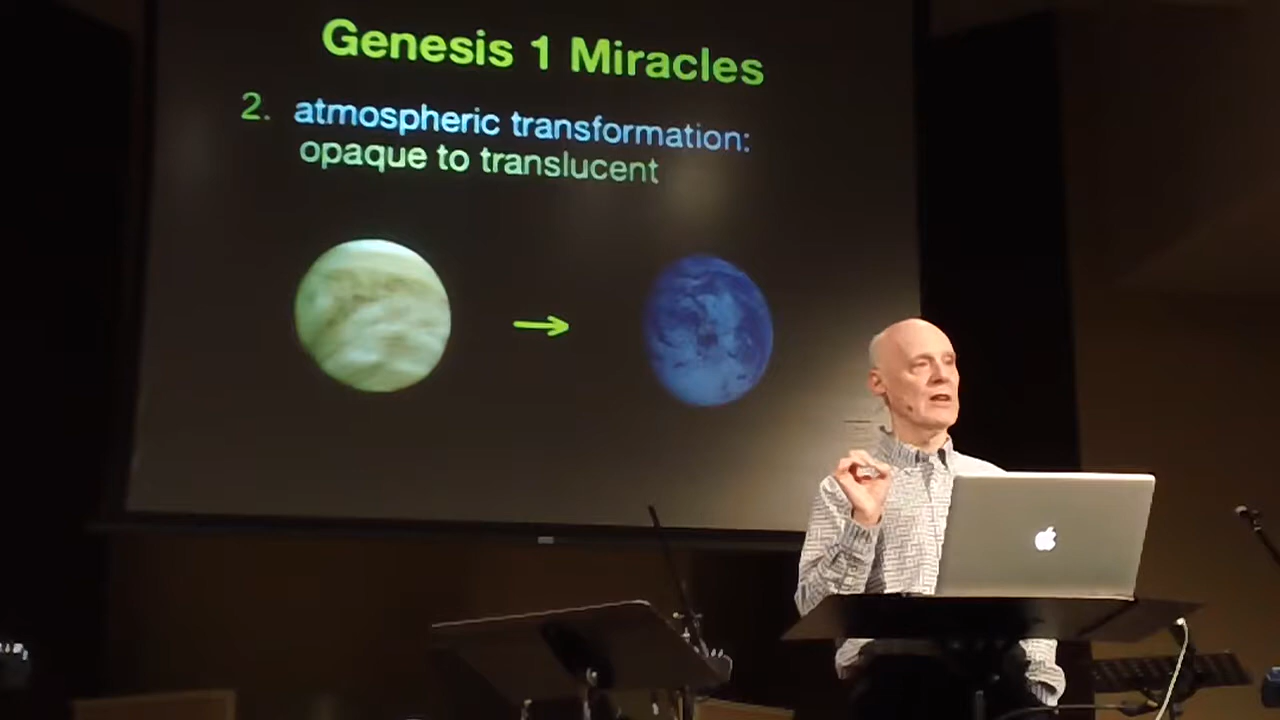 Genesis 1 Miracles
2. atmospheric transformation:
opaque to translucent